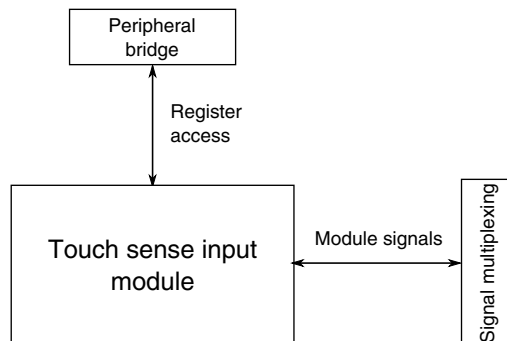 Peripheral
bridge
Register
access
Touch sense input
module
Module signals
Signal multiplexing